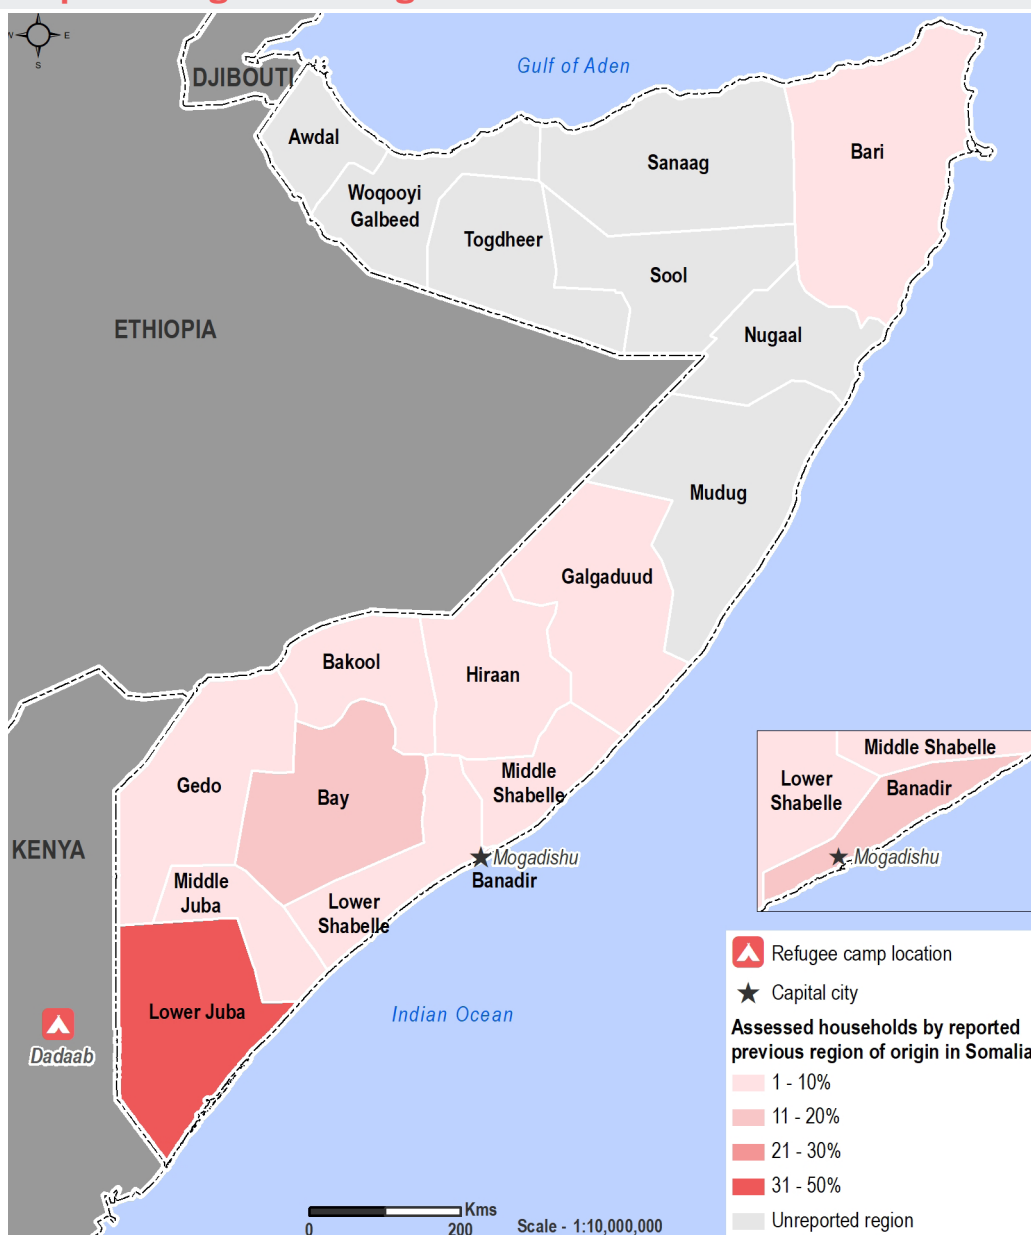 W
E
S
DJIBOUTI
Gulf of Aden
Awdal
Sanaag
Bari
Woqooyi
Galbeed
Togdheer
Sool
ETHIOPIA
Nugaal
Mudug
Galgaduud
Bakool
Hiraan
Gedo
Bay
Middle
Shabelle
KENYA
Mogadishu
Banadir
Middle
Juba
Lower
Shabelle
Lower Juba
Dadaab
Indian Ocean
Middle Shabelle
Lower
Shabelle
Banadir
Mogadishu
Refugee camp location
Capital city
Assessed households by reported
previous region of origin in Somalia
1 - 10%
11 - 20%
21 - 30%
31 - 50%
Unreported region
Kms
0 200
Scale - 1:10,000,000